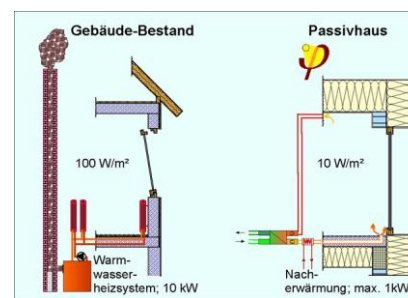 Gebäude-Bestand
Passivhaus
100 W/m²
10 W/m²
Warm-
wasser-
heizsystem; 10 kW
Nach-
erwärmung; max. 1kW